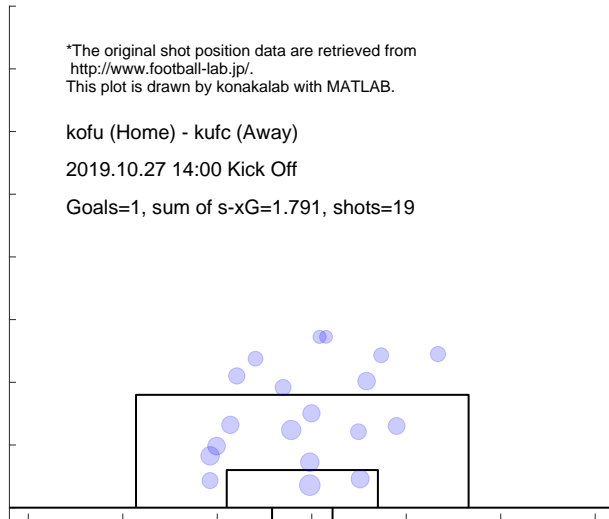 *The original shot position data are retrieved from
http://www.football-lab.jp/.
This plot is drawn by konakalab with MATLAB.
kofu (Home) - kufc (Away)
2019.10.27 14:00 Kick Off
Goals=1, sum of s-xG=1.791, shots=19